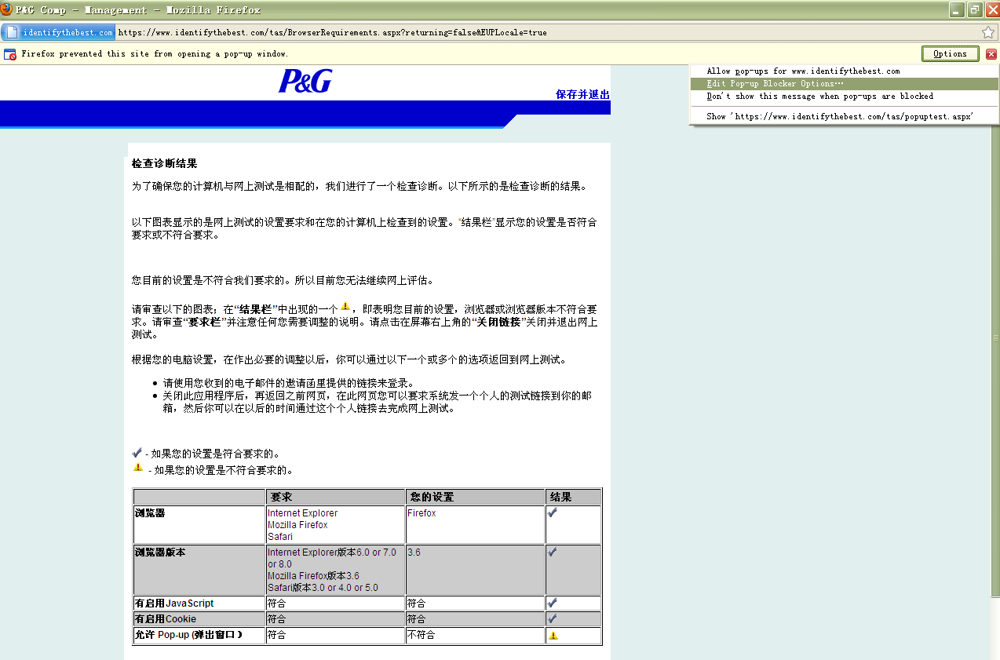 P&G Comp - Management - Mozilla Firefox
identifythebest.com https://www.identifythebest.com/tas/BrowserRequirements.aspx?returning=false&EUPLocale=true
Firefox prevented this site from opening a pop-up window.
Options
Allow pop-ups for www.identifythebest.com
Edit Pop-up Blocker Options...
Don't show this message when pop-ups are blocked
Show 'https://www.identifythebest.com/tas/popuptest.aspx'
P&G
保存并退出
检查诊断结果
为了确保您的计算机与网上测试是相配的，我们进行了一个检查诊断。以下所示的是检查诊断的结果。
以下图表显示的是网上测试的设置要求和在您的计算机上检查到的设置。“结果栏”显示您的设置是否符合
要求或不符合要求。
您目前的设置是不符合我们要求的。所以目前您无法继续网上评估。
请审查以下的图表；在“结果栏”中出现的一个，即表明您目前的设置，浏览器或浏览器版本不符合要
求。请审查“要求栏”并注意任何您需要调整的说明。请点击在屏幕右上角的“关闭链接”关闭并退出网上
测试。
根据您的电脑设置，在作出必要的调整以后，你可以通过以下一个或多个的选项返回到网上测试。
• 请使用您收到的电子邮件的邀请函里提供的链接来登录。
• 关闭此应用程序后，再返回之前网页，在此网页您可以要求系统发一个个人的测试链接到你的邮
箱，然后你可以在以后的时间通过这个个人链接去完成网上测试。
- 如果您的设置是符合要求的。
- 如果您的设置是不符合要求的。
要求 您的设置 结果
浏览器 Internet Explorer Firefox
Mozilla Firefox
Safari
浏览器版本 Internet Explorer版本6.0 or 7.0 3.6
or 8.0
Mozilla Firefox版本3.6
Safari版本3.0 or 4.0 or 5.0
有启用JavaScript 符合 符合
有启用Cookie 符合 符合
允许 Pop-up (弹出窗口) 符合 不符合